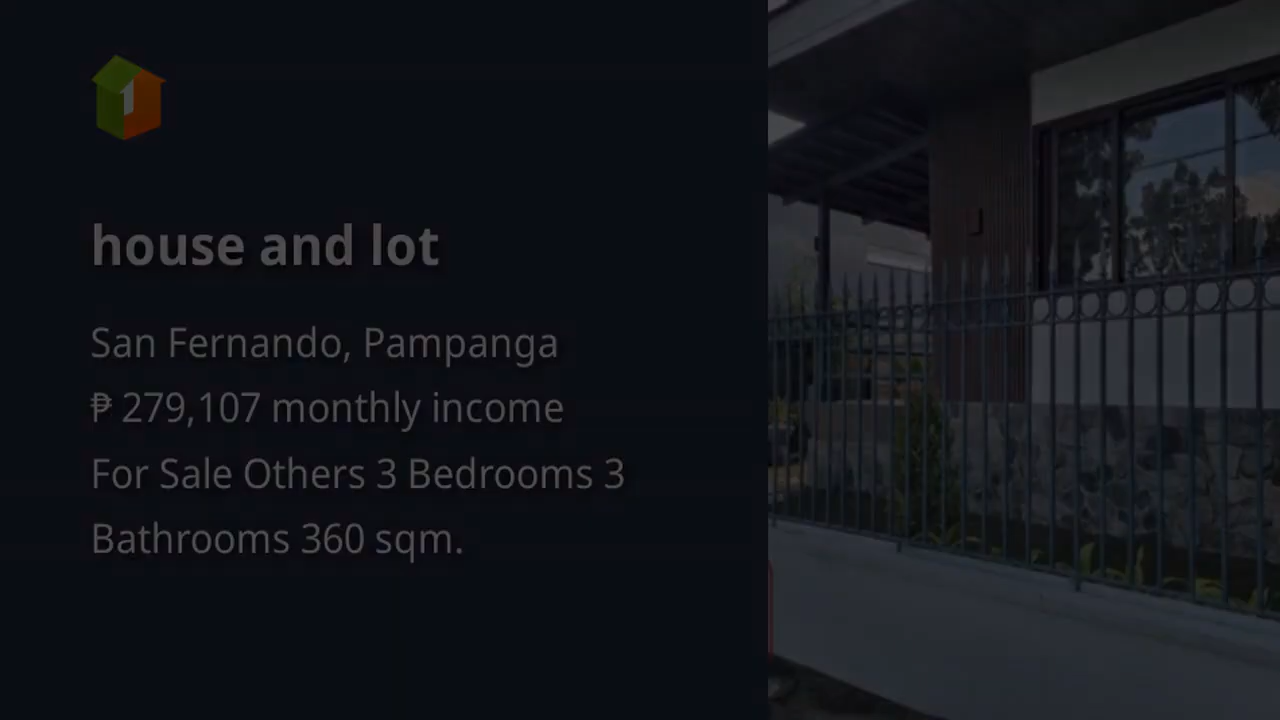 house and lot
San Fernando, Pampanga
₱ 279,107 monthly income
For Sale Others 3 Bedrooms 3
Bathrooms 360 sqm.